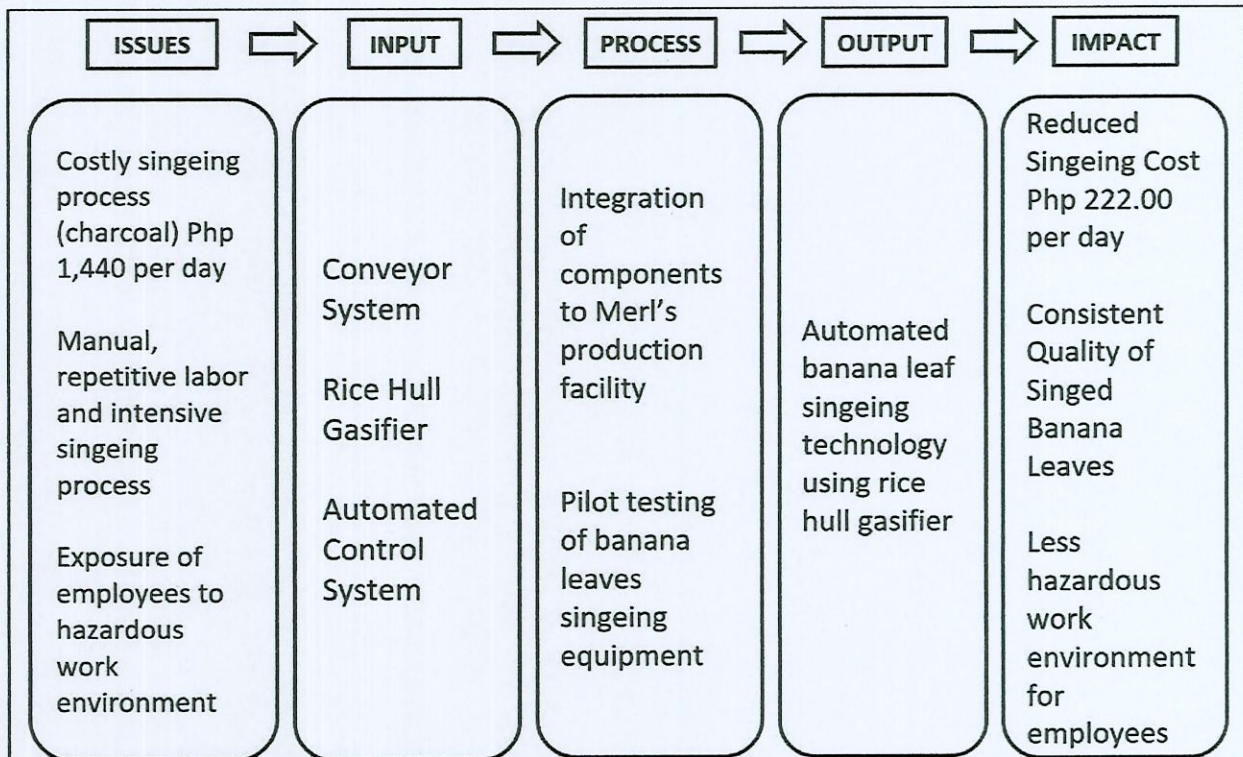 ISSUES
INPUT
PROCESS
OUTPUT
IMPACT
Costly singeing
process
(charcoal) Php
1,440 per day
Manual,
repetitive labor
and intensive
singeing
process
Exposure of
employees to
hazardous
work
environment
Conveyor
System
Rice Hull
Gasifier
Automated
Control
System
Integration
of
components
to Merl's
production
facility
Pilot testing
of banana
leaves
singeing
equipment
Automated
banana leaf
singeing
technology
using rice
hull gasifier
Reduced
Singeing Cost
Php 222.00
per day
Consistent
Quality of
Singed
Banana
Leaves
Less
hazardous
work
environment
for
employees